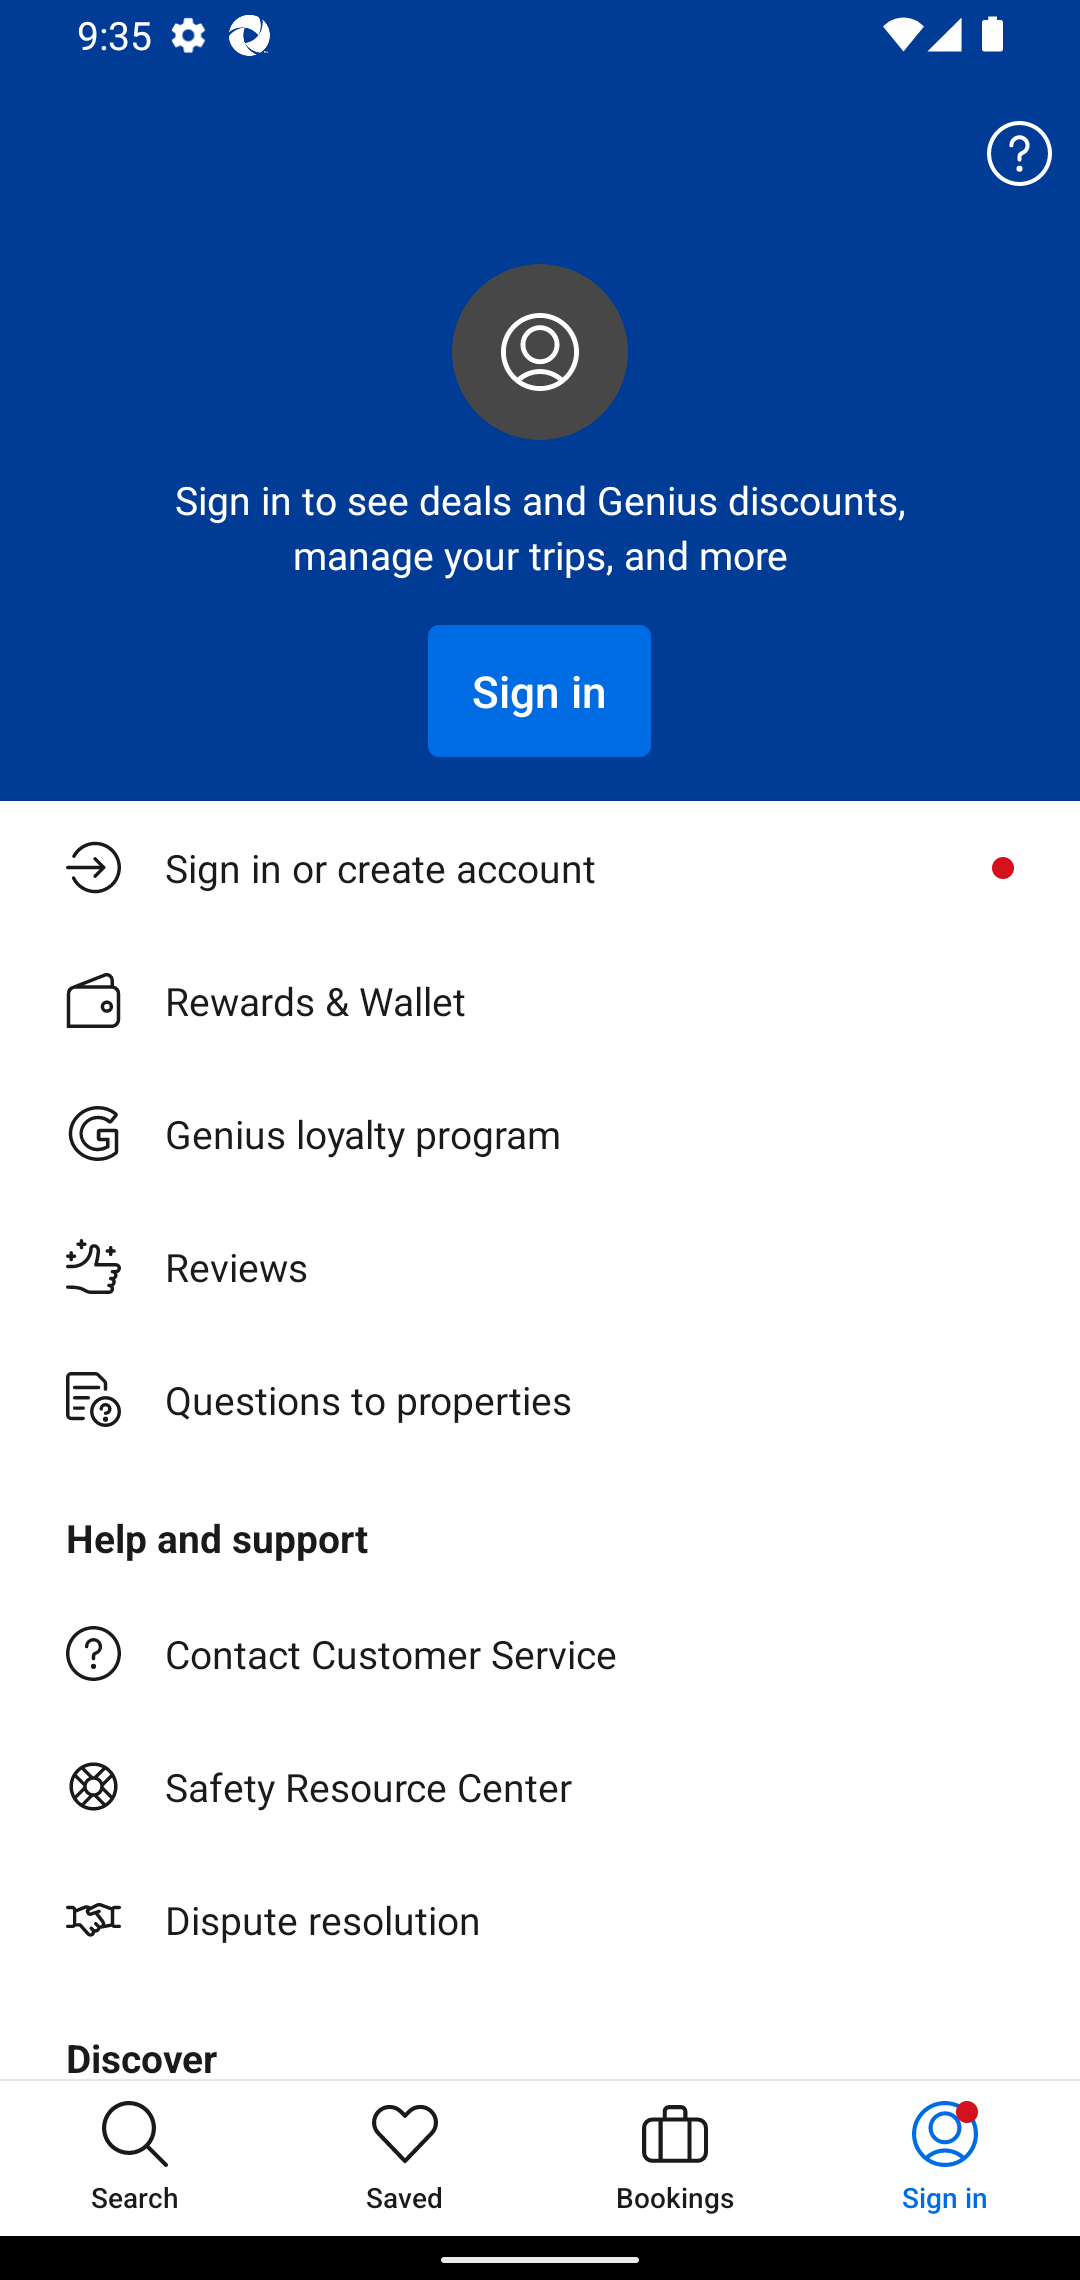 9:35
Sign in to see deals and Genius discounts,
manage your trips, and more
Sign in
Sign in or create account
Rewards & Wallet
Genius loyalty program
Reviews
Questions to properties
Help and support
Contact Customer Service
Safety Resource Center
Dispute resolution
Discover
Search
Saved
Bookings
Sign in